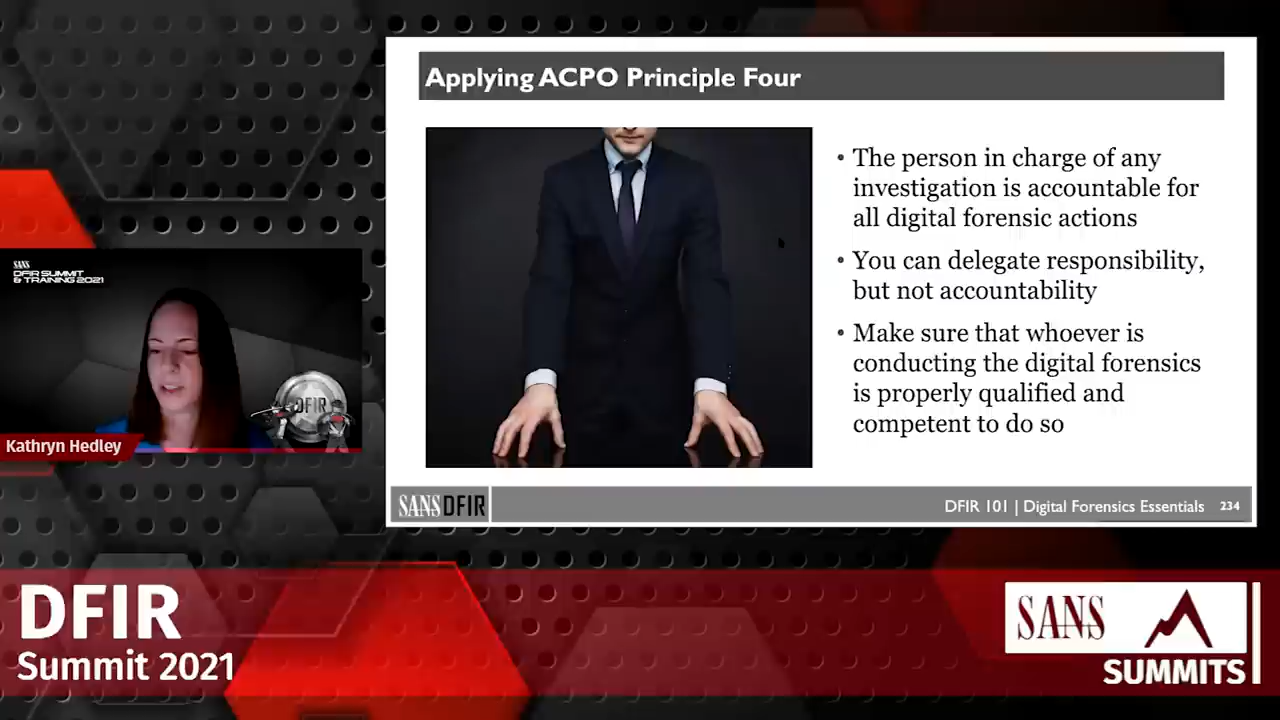 Applying ACPO Principle Four
• The person in charge of any
investigation is accountable for
all digital forensic actions
• You can delegate responsibility,
but not accountability
• Make sure that whoever is
conducting the digital forensics
is properly qualified and
competent to do so
SANS DFIR
DFIR 101 | Digital Forensics Essentials 234
SANS
DFIR SUMMIT
& TRAINING 2021
DFIR
Kathryn Hedley
DFIR
Summit 2021
SANS
SUMMITS